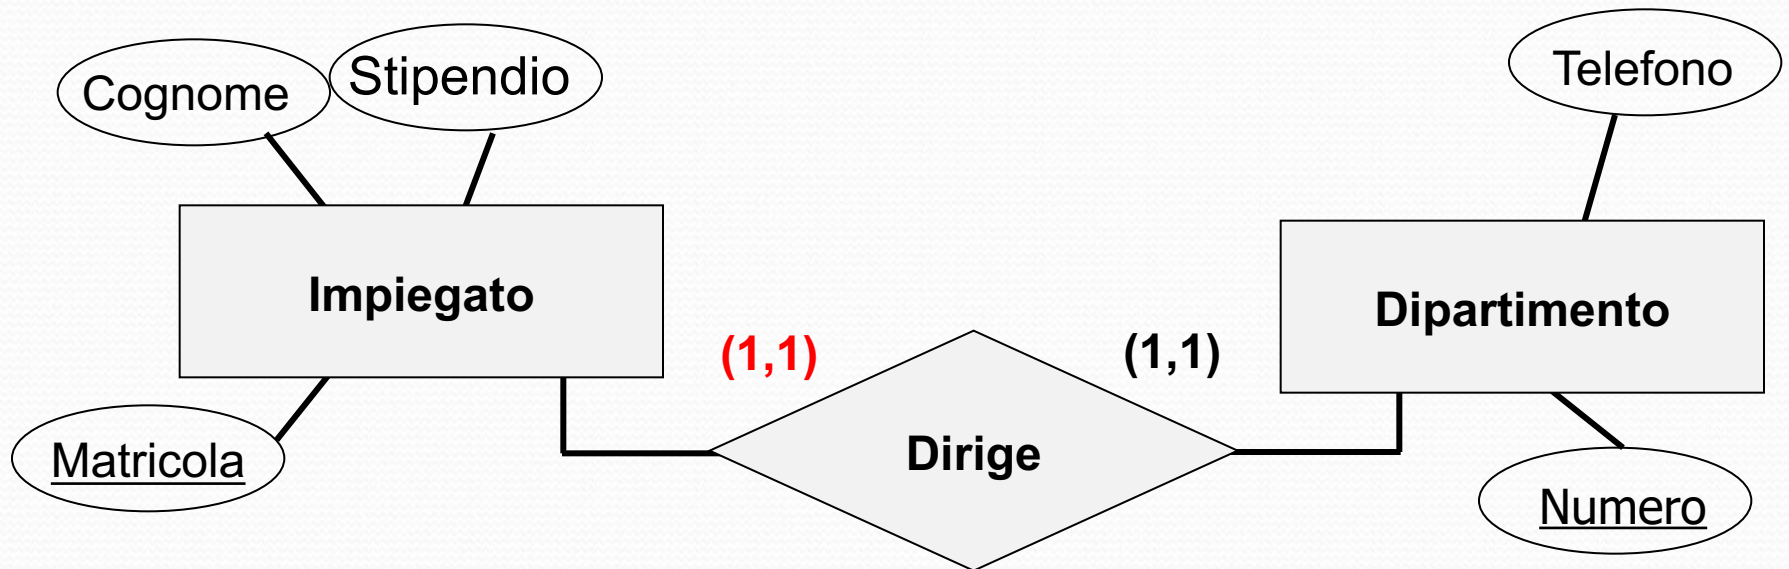 Cognome
Stipendio
Telefono
Impiegato
Dipartimento
(1,1)
(1,1)
Dirige
Matricola
Numero